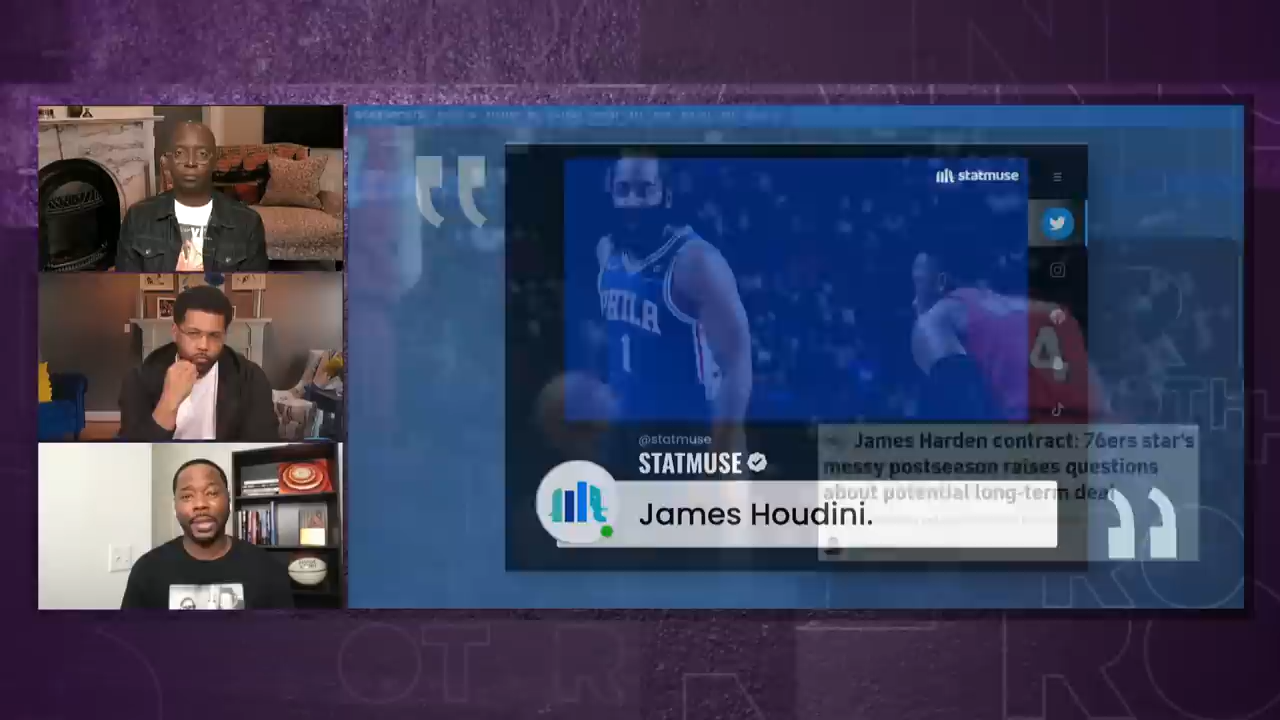 statmuse
PHILA
1
4
@statmuse
STATMUSE
James Harden contract: 76ers star's
messy postseason raises questions
about potential long-term deal
James Houdini.